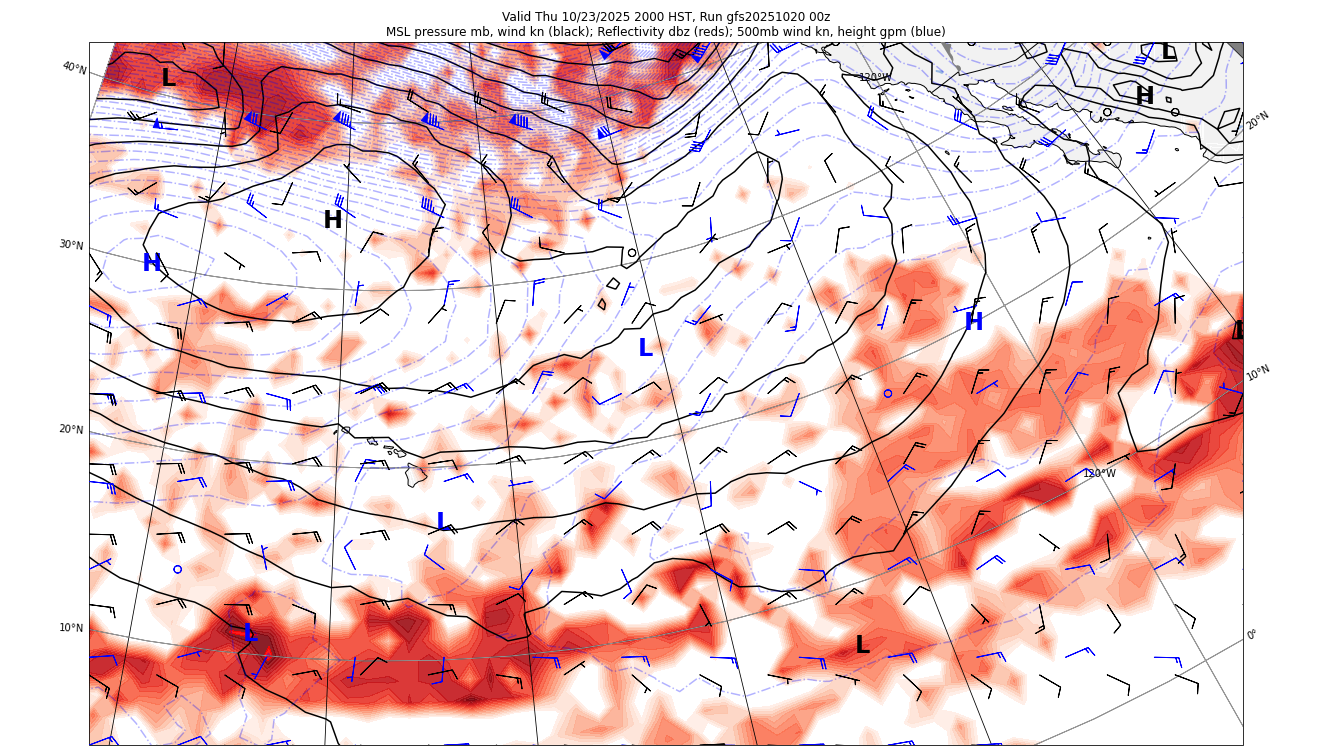 Valid Thu 10/23/2025 2000 HST, Run gfs20251020 00z
MSL pressure mb, wind kn (black); Reflectivity dbz (reds); 500mb wind kn, height gpm (blue)
L
40°N
L
120°W
H
20°N
H
30°N
H
H
L
L
10°N
20°N
120°W
L
10°N
L
L
0°